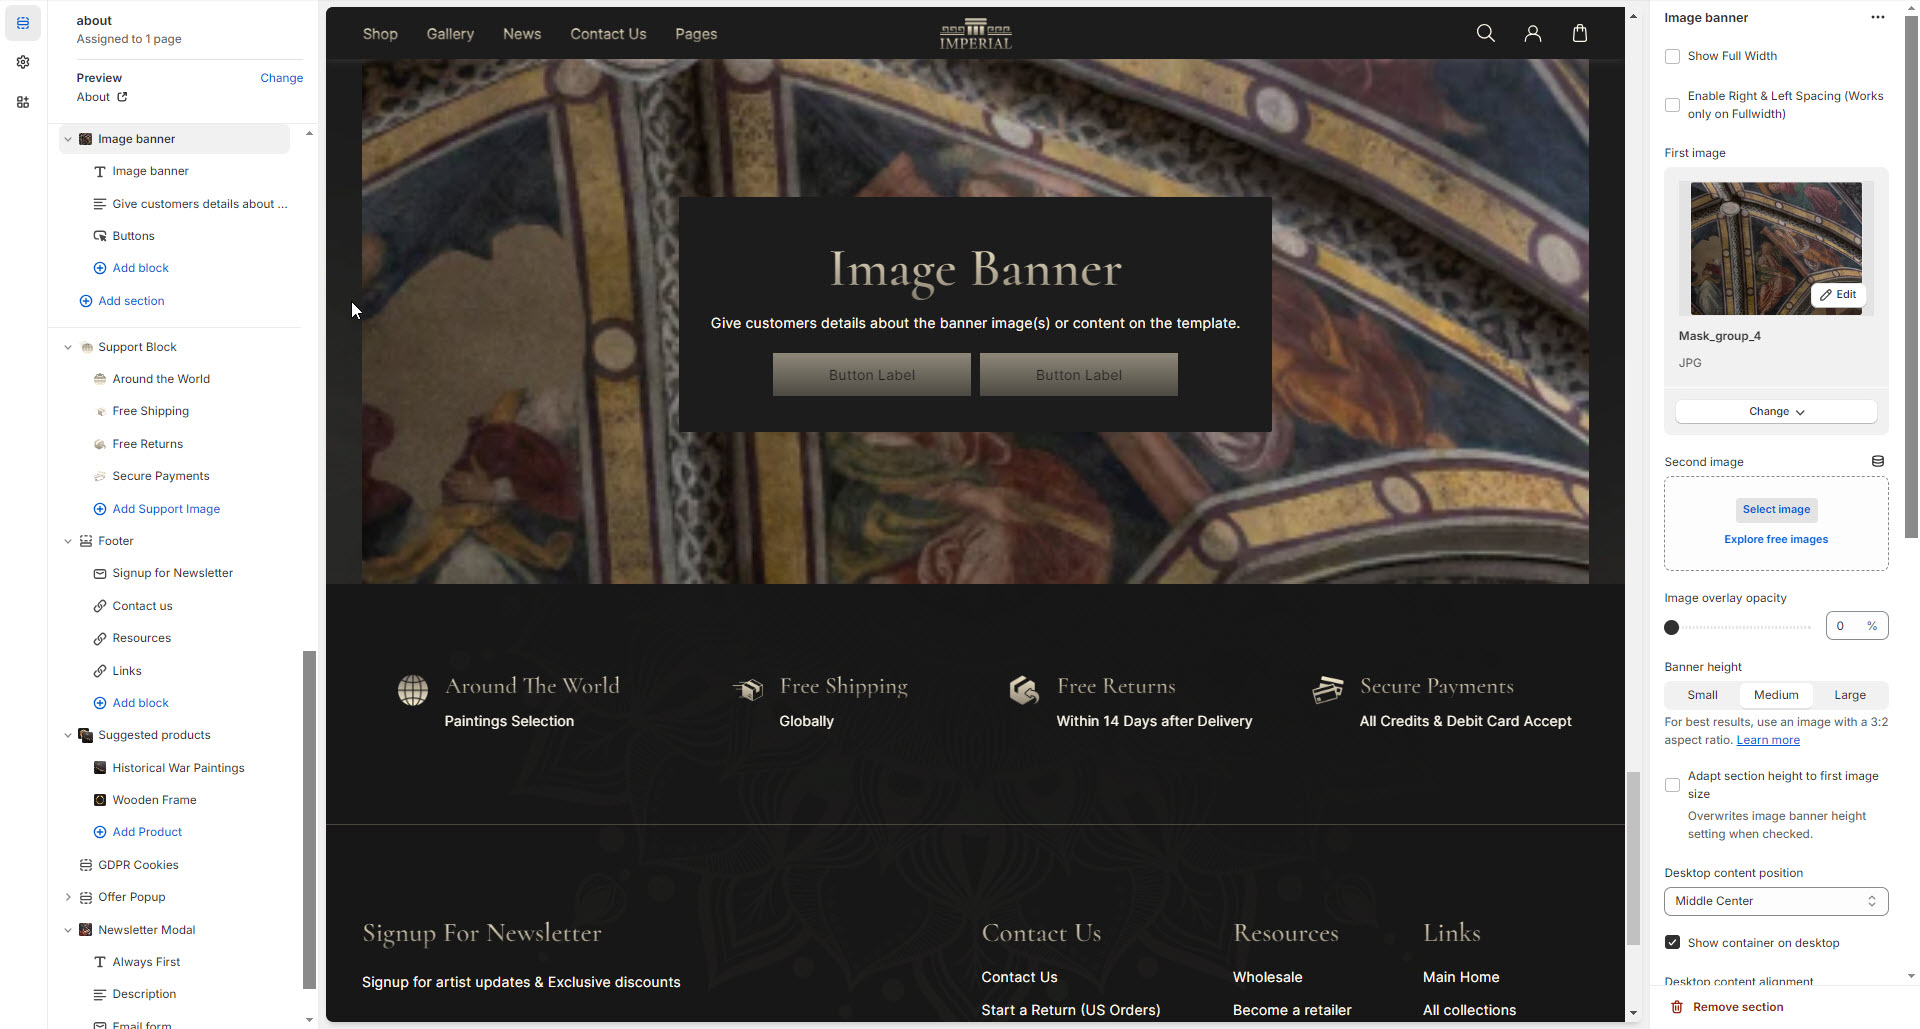 about
Assigned to 1 page
Preview
Change
About
Image banner
Image banner
Give customers details about ...
Buttons
Add block
Add section
Support Block
Around the World
Free Shipping
Free Returns
Secure Payments
Add Support Image
Footer
Signup for Newsletter
Contact us
Resources
Links
Add block
Suggested products
Historical War Paintings
Wooden Frame
Add Product
GDPR Cookies
Offer Popup
Newsletter Modal
Always First
Description
Email form
Shop Gallery News Contact Us Pages
IMPERIAL
Image Banner
Give customers details about the banner image(s) or content on the template.
Button Label Button Label
Around The World
Paintings Selection
Free Shipping
Globally
Free Returns
Within 14 Days after Delivery
Secure Payments
All Credits & Debit Card Accept
Signup For Newsletter
Signup for artist updates & Exclusive discounts
Contact Us
Contact Us
Start a Return (US Orders)
Resources
Wholesale
Become a retailer
Links
Main Home
All collections
Image banner
Show Full Width
Enable Right & Left Spacing (Works
only on Fullwidth)
First image
Edit
Mask_group_4
JPG
Change
Second image
Select image
Explore free images
Image overlay opacity
0 %
Banner height
Small Medium Large
For best results, use an image with a 3:2
aspect ratio. Learn more
Adapt section height to first image
size
Overwrites image banner height
setting when checked.
Desktop content position
Middle Center
Show container on desktop
Desktop content alignment
Remove section